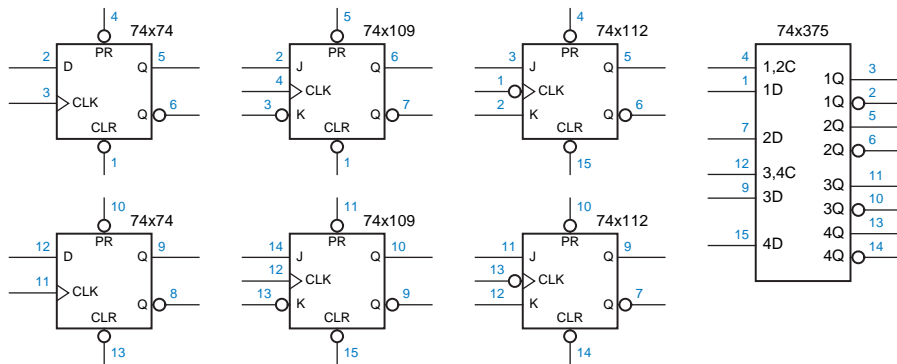 4 74x74
PR
2 D Q 5
3 CLK
Q 6
CLR
1
5 74x109
PR
2 J Q 6
4 CLK
3 K Q 7
CLR
1
4 74x112
PR
3 J Q 5
1 CLK
2 K Q 6
CLR
15
74x375
4 1,2C
1 1D 1Q 3
1Q 2
2Q 5
7 2D 2Q 6
12 3,4C
9 3D 3Q 11
3Q 10
4Q 13
15 4D 4Q 14
10 74x74
PR
12 D Q 9
11 CLK
Q 8
CLR
13
11 74x109
PR
14 J Q 10
12 CLK
13 K Q 9
CLR
15
10 74x112
PR
11 J Q 9
13 CLK
12 K Q 7
CLR
14